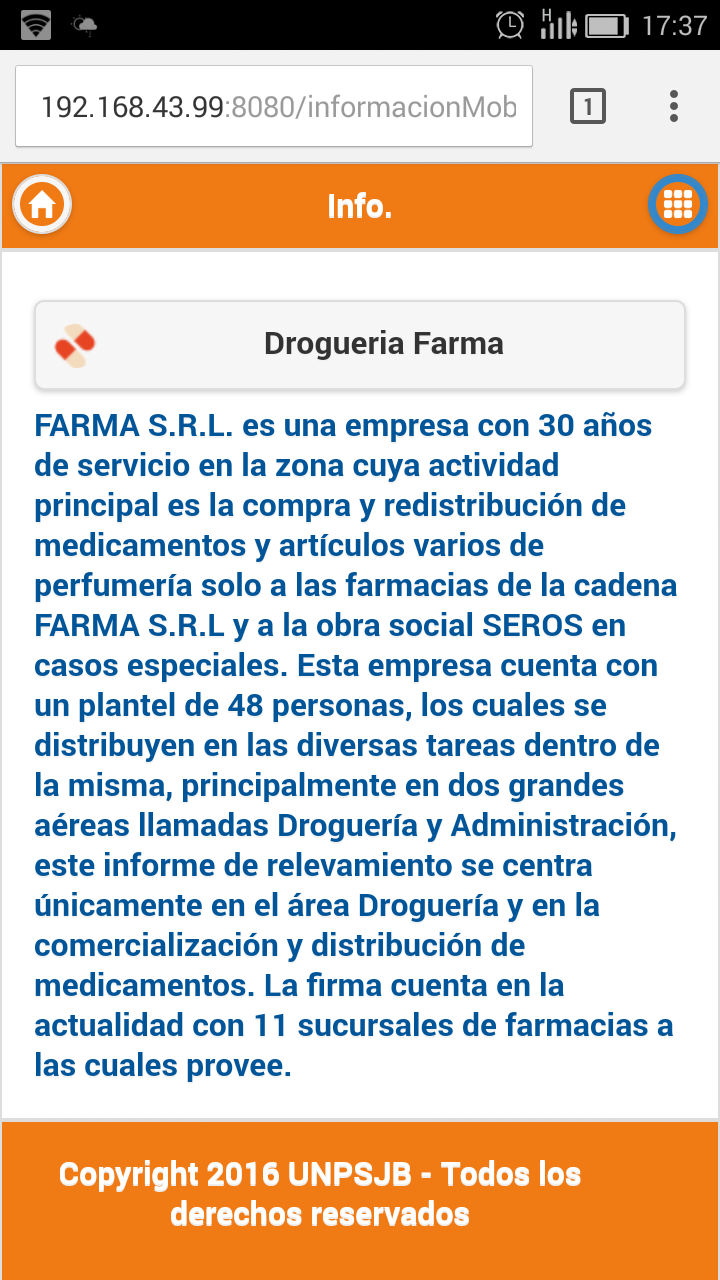 H
17:37
192.168.43.99:8080/informacionMob
1
Info.
Drogueria Farma
FARMA S.R.L. es una empresa con 30 años
de servicio en la zona cuya actividad
principal es la compra y redistribución de
medicamentos y artículos varios de
perfumería solo a las farmacias de la cadena
FARMA S.R.L y a la obra social SEROS en
casos especiales. Esta empresa cuenta con
un plantel de 48 personas, los cuales se
distribuyen en las diversas tareas dentro de
la misma, principalmente en dos grandes
aéreas llamadas Droguería y Administración,
este informe de relevamiento se centra
únicamente en el área Droguería y en la
comercialización y distribución de
medicamentos. La firma cuenta en la
actualidad con 11 sucursales de farmacias a
las cuales provee.
Copyright 2016 UNPSJB - Todos los
derechos reservados